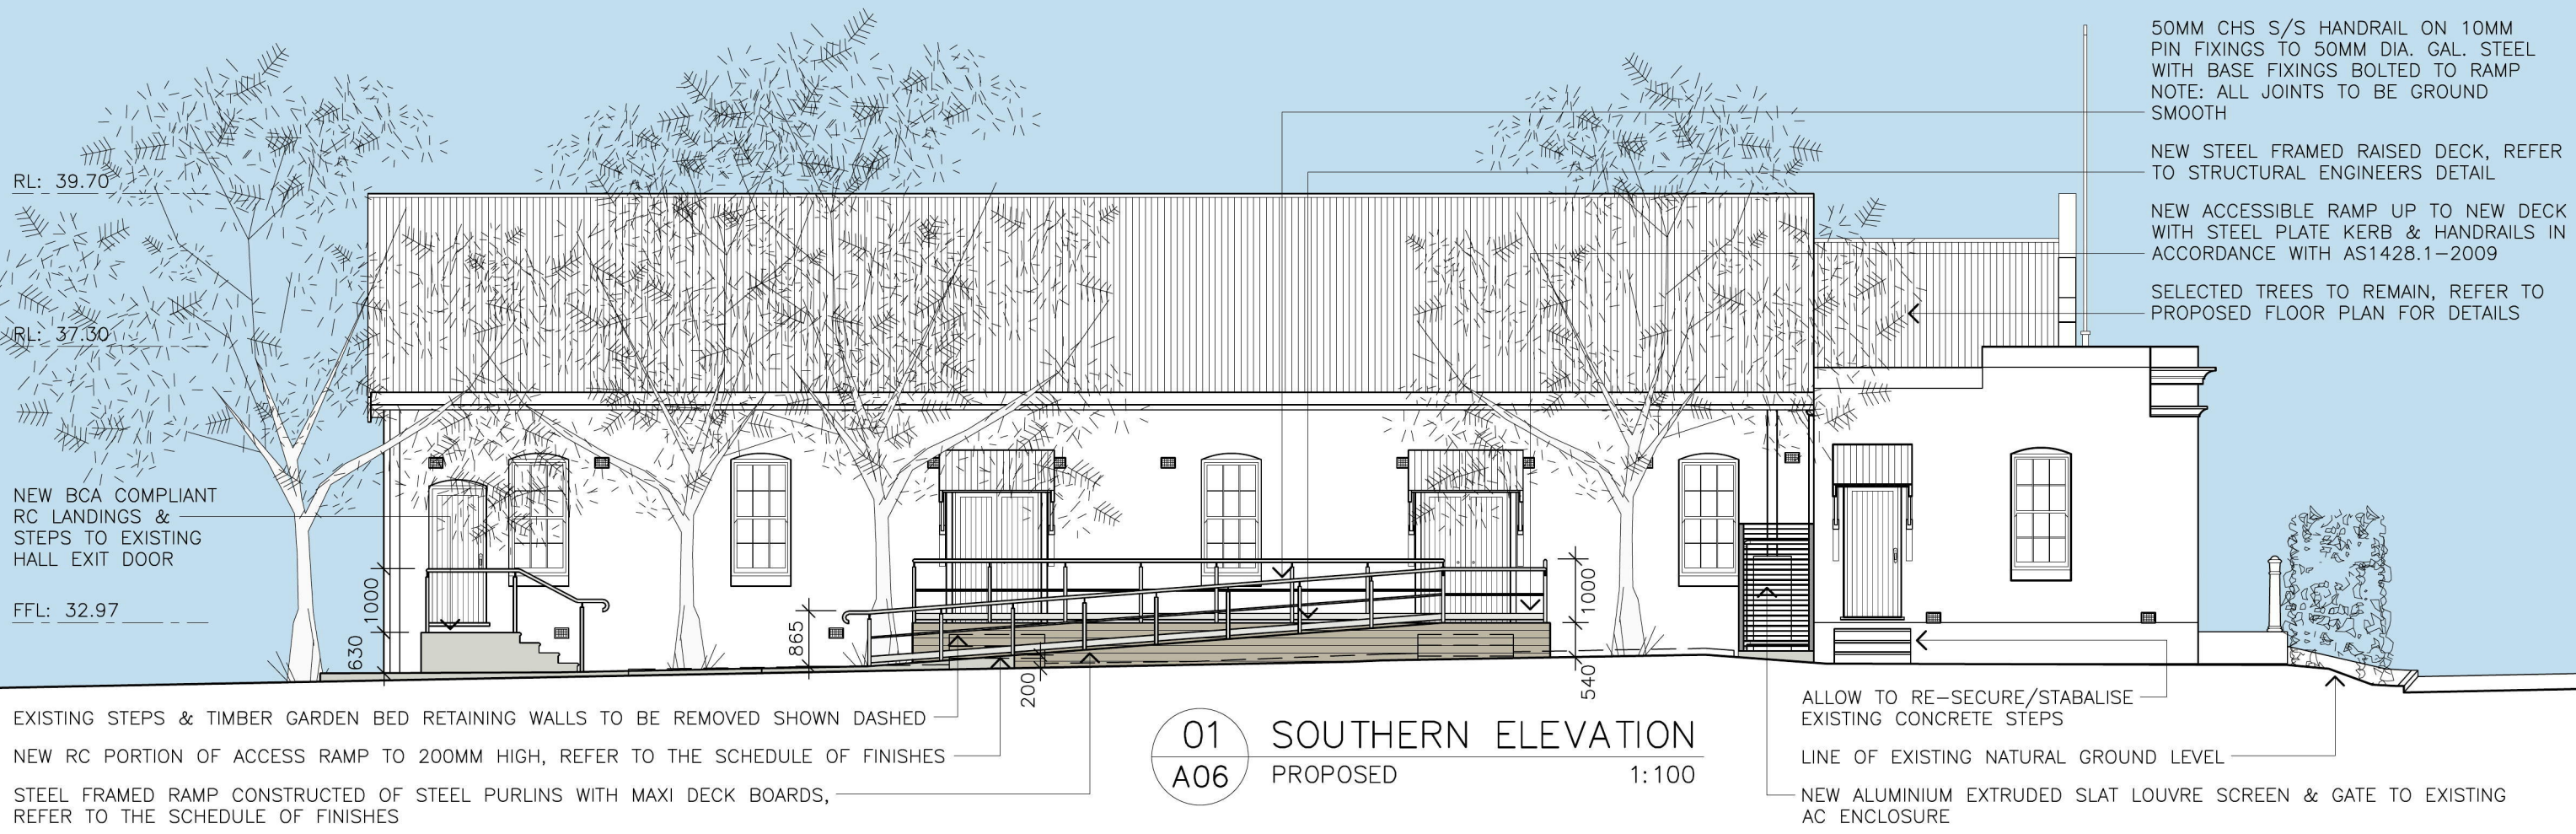 50MM CHS S/S HANDRAIL ON 10MM
PIN FIXINGS TO 50MM DIA. GAL. STEEL
WITH BASE FIXINGS BOLTED TO RAMP
NOTE: ALL JOINTS TO BE GROUND
SMOOTH
NEW STEEL FRAMED RAISED DECK, REFER
TO STRUCTURAL ENGINEERS DETAIL
NEW ACCESSIBLE RAMP UP TO NEW DECK
WITH STEEL PLATE KERB & HANDRAILS IN
ACCORDANCE WITH AS1428.1-2009
SELECTED TREES TO REMAIN, REFER TO
PROPOSED FLOOR PLAN FOR DETAILS
RL: 39.70
RL: 37.30
NEW BCA COMPLIANT
RC LANDINGS &
STEPS TO EXISTING
HALL EXIT DOOR
FFL: 32.97
1000
630
865
200
1000
540
EXISTING STEPS & TIMBER GARDEN BED RETAINING WALLS TO BE REMOVED SHOWN DASHED
NEW RC PORTION OF ACCESS RAMP TO 200MM HIGH, REFER TO THE SCHEDULE OF FINISHES
STEEL FRAMED RAMP CONSTRUCTED OF STEEL PURLINS WITH MAXI DECK BOARDS,
REFER TO THE SCHEDULE OF FINISHES
01
A06
SOUTHERN ELEVATION
PROPOSED 1:100
ALLOW TO RE-SECURE/STABALISE
EXISTING CONCRETE STEPS
LINE OF EXISTING NATURAL GROUND LEVEL
NEW ALUMINIUM EXTRUDED SLAT LOUVRE SCREEN & GATE TO EXISTING
AC ENCLOSURE